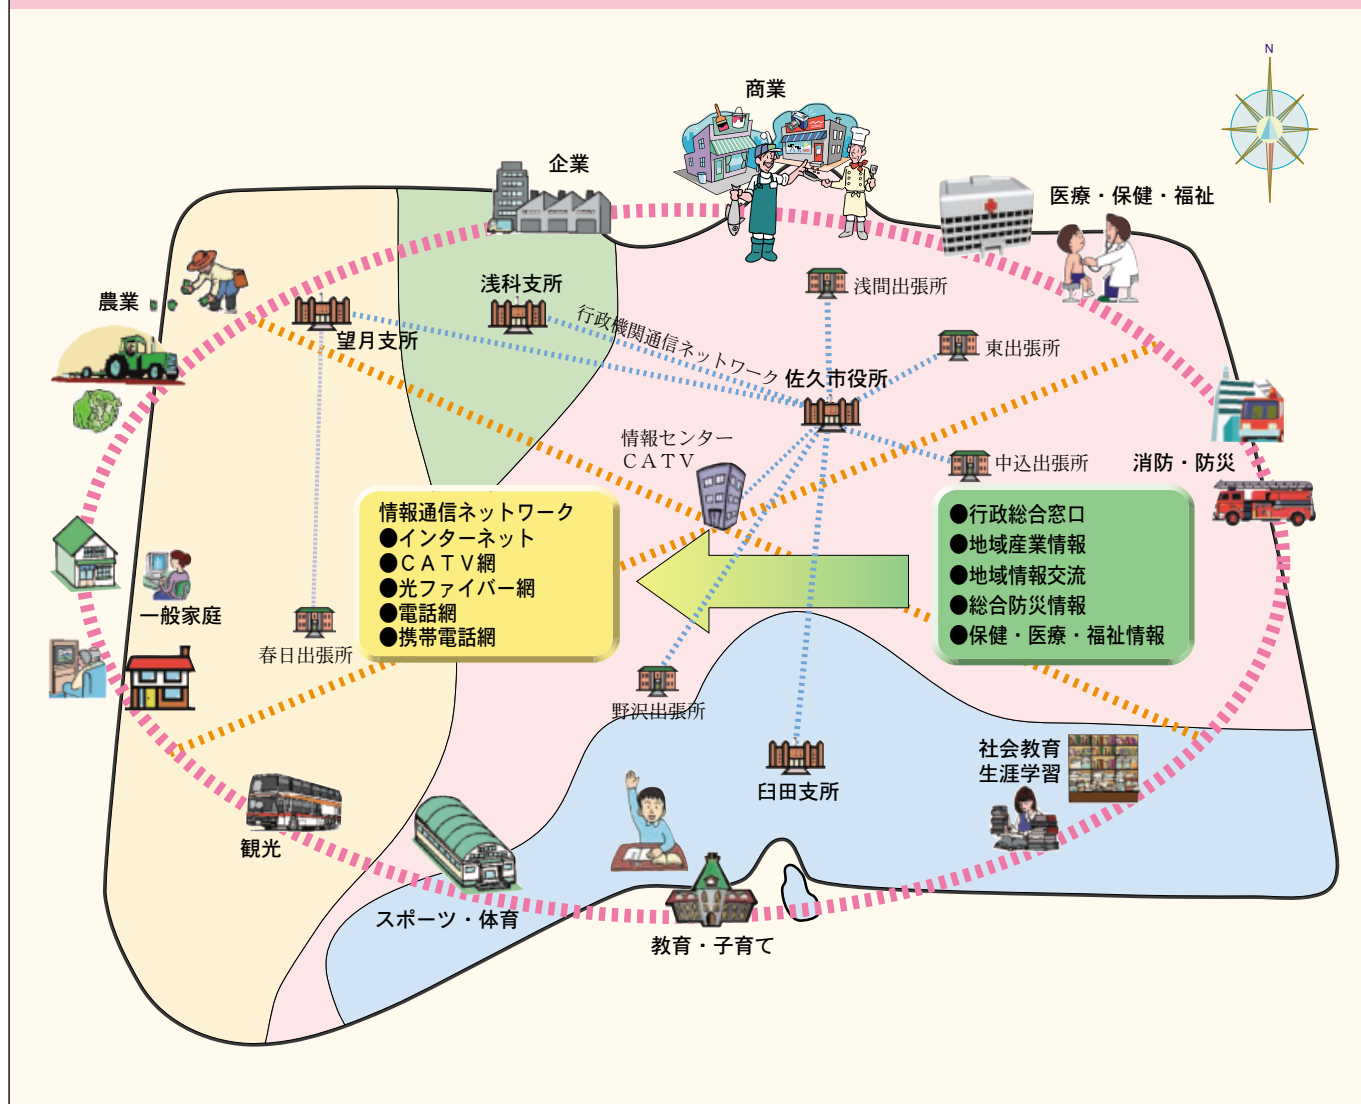 N
商業
企業
医療・保健・福祉
農業
浅科支所
浅間出張所
望月支所
行政機関通信ネットワーク
東出張所
佐久市役所
情報センター
ＣＡＴＶ
中込出張所
消防・防災
情報通信ネットワーク
●インターネット
●ＣＡＴＶ網
●光ファイバー網
●電話網
●携帯電話網
●行政総合窓口
●地域産業情報
●地域情報交流
●総合防災情報
●保健・医療・福祉情報
一般家庭
春日出張所
野沢出張所
臼田支所
社会教育
生涯学習
観光
スポーツ・体育
教育・子育て